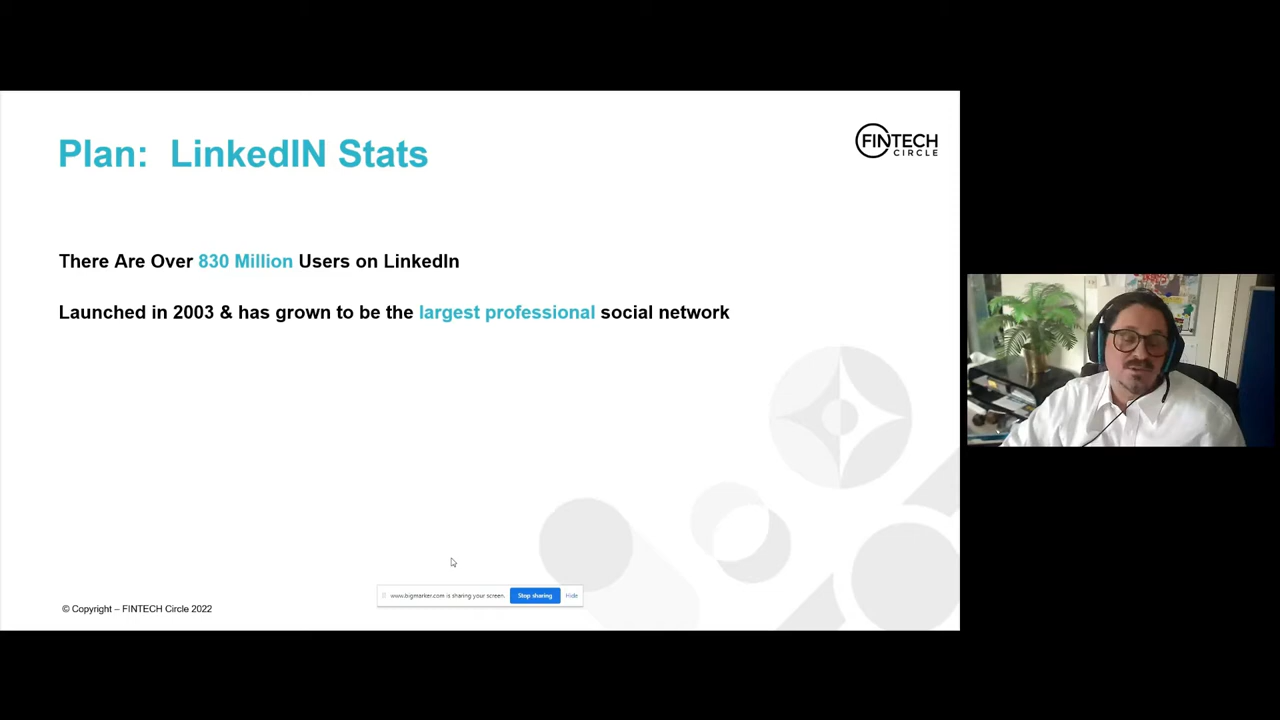 Plan:  LinkedIN Stats
FINTECH
CIRCLE
There Are Over 830 Million Users on LinkedIn
Launched in 2003 & has grown to be the largest professional social network
www.bigmarker.com is sharing your screen.
Stop sharing
Hide
© Copyright – FINTECH Circle 2022